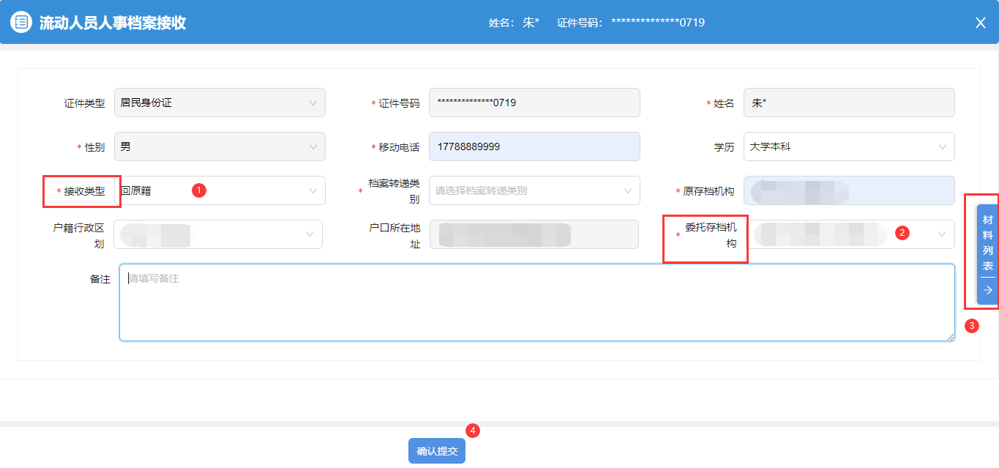 流动人员人事档案接收
姓名： 朱* 证件号码： **************0719
证件类型 居民身份证 * 证件号码 **************0719 * 姓名 朱*
* 性别 男 * 移动电话 17788889999 学历 大学本科
* 接收类型 回原籍 1 * 档案转递类别 请选择档案转递类别 * 原存档机构
户籍行政区划 户口所在地址 * 委托存档机构 2
材料列表
备注 请填写备注
3
4
确认提交